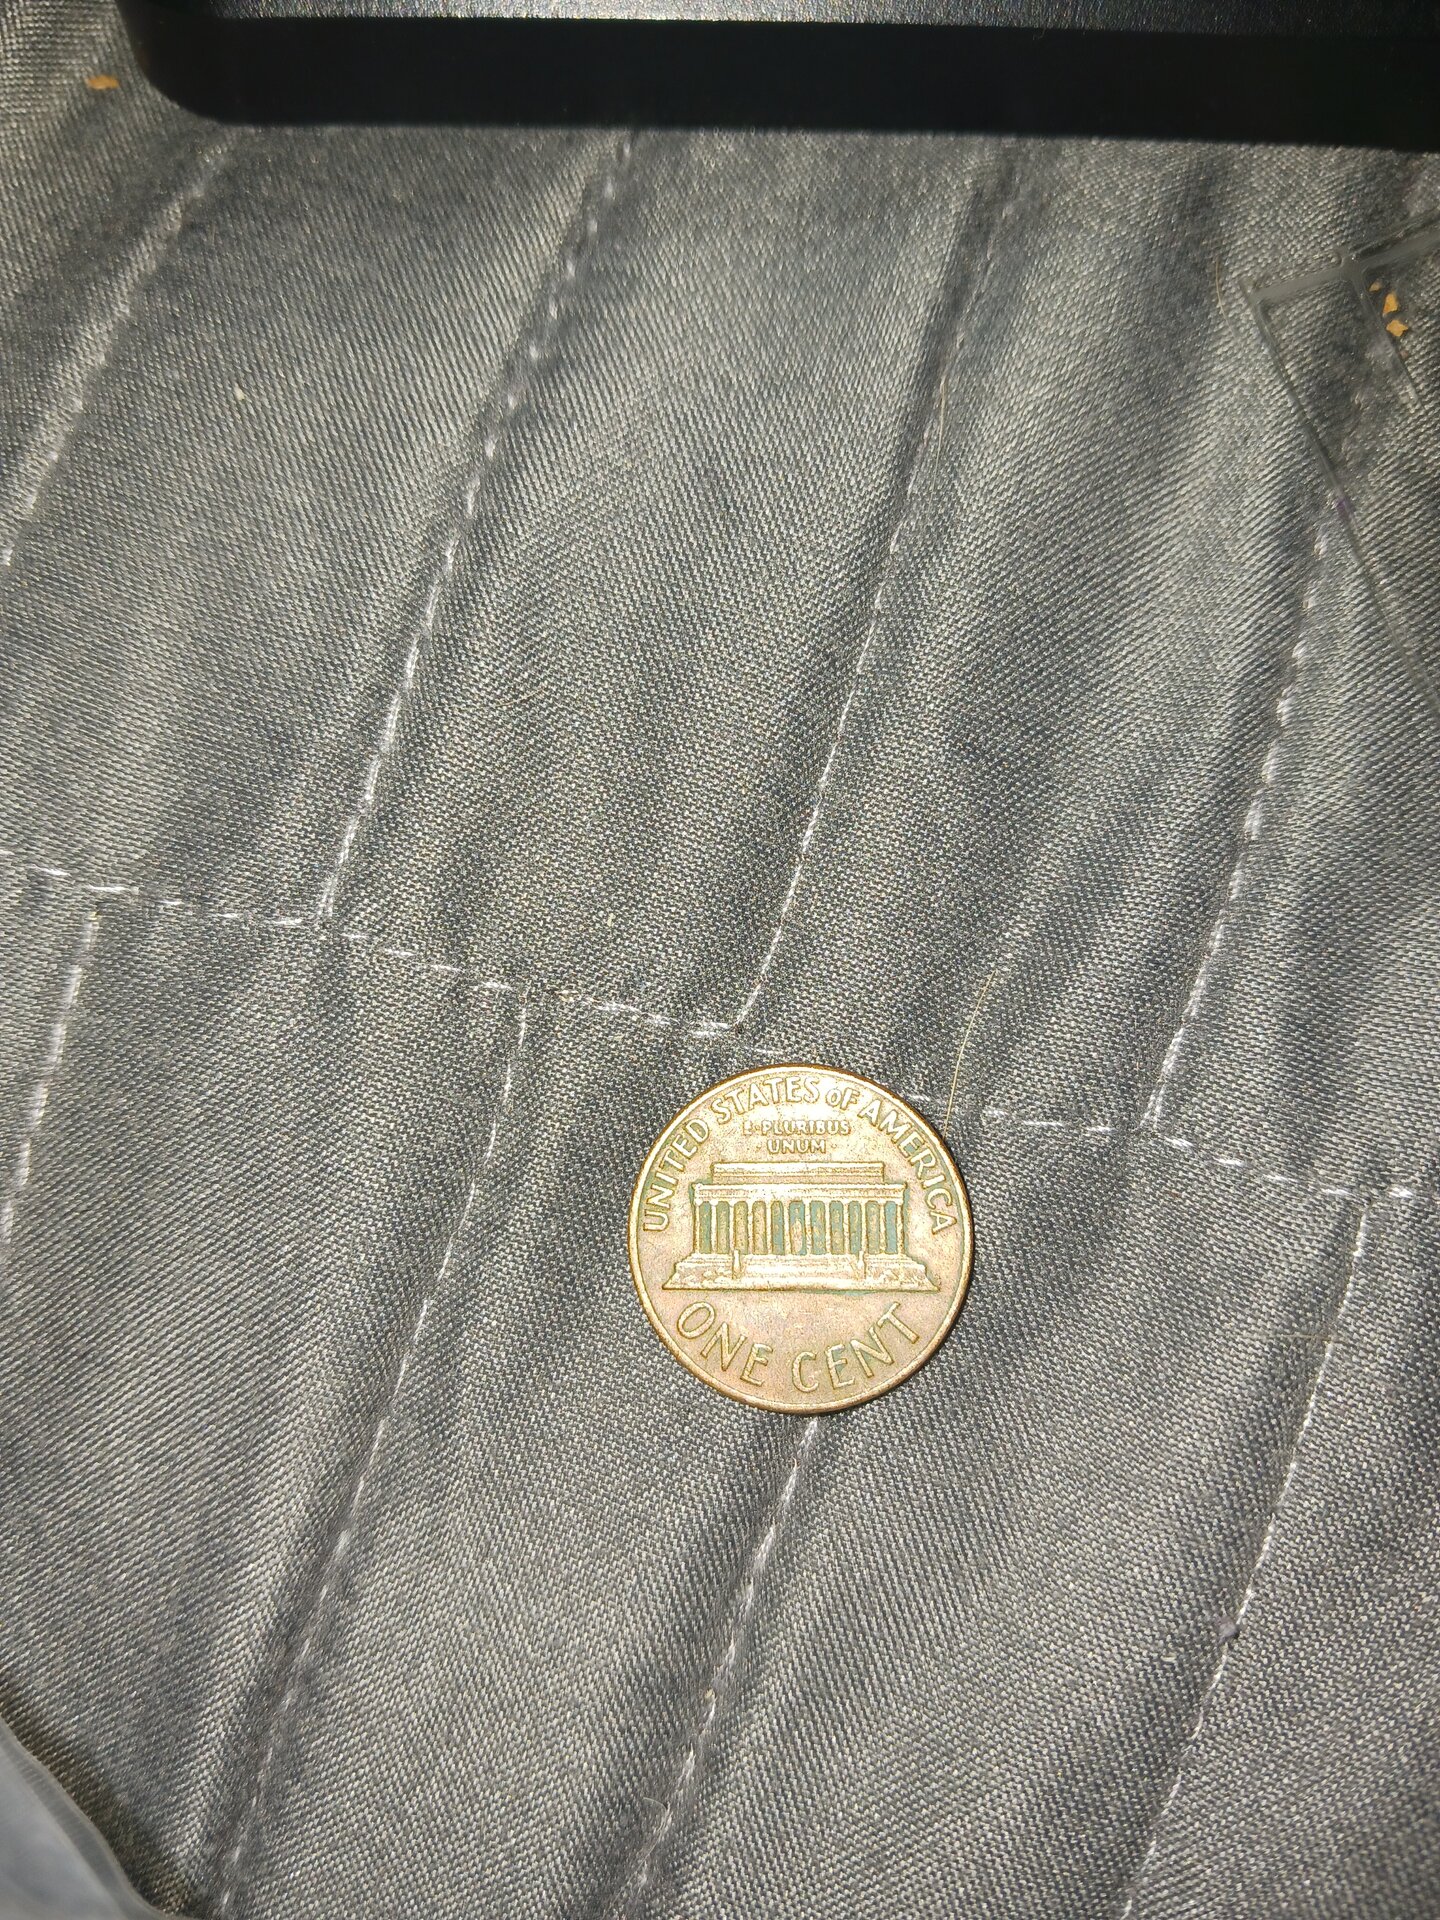 UNITED STATES oF AMERICA
E·PLURIBUS
·UNUM·
ONE CENT